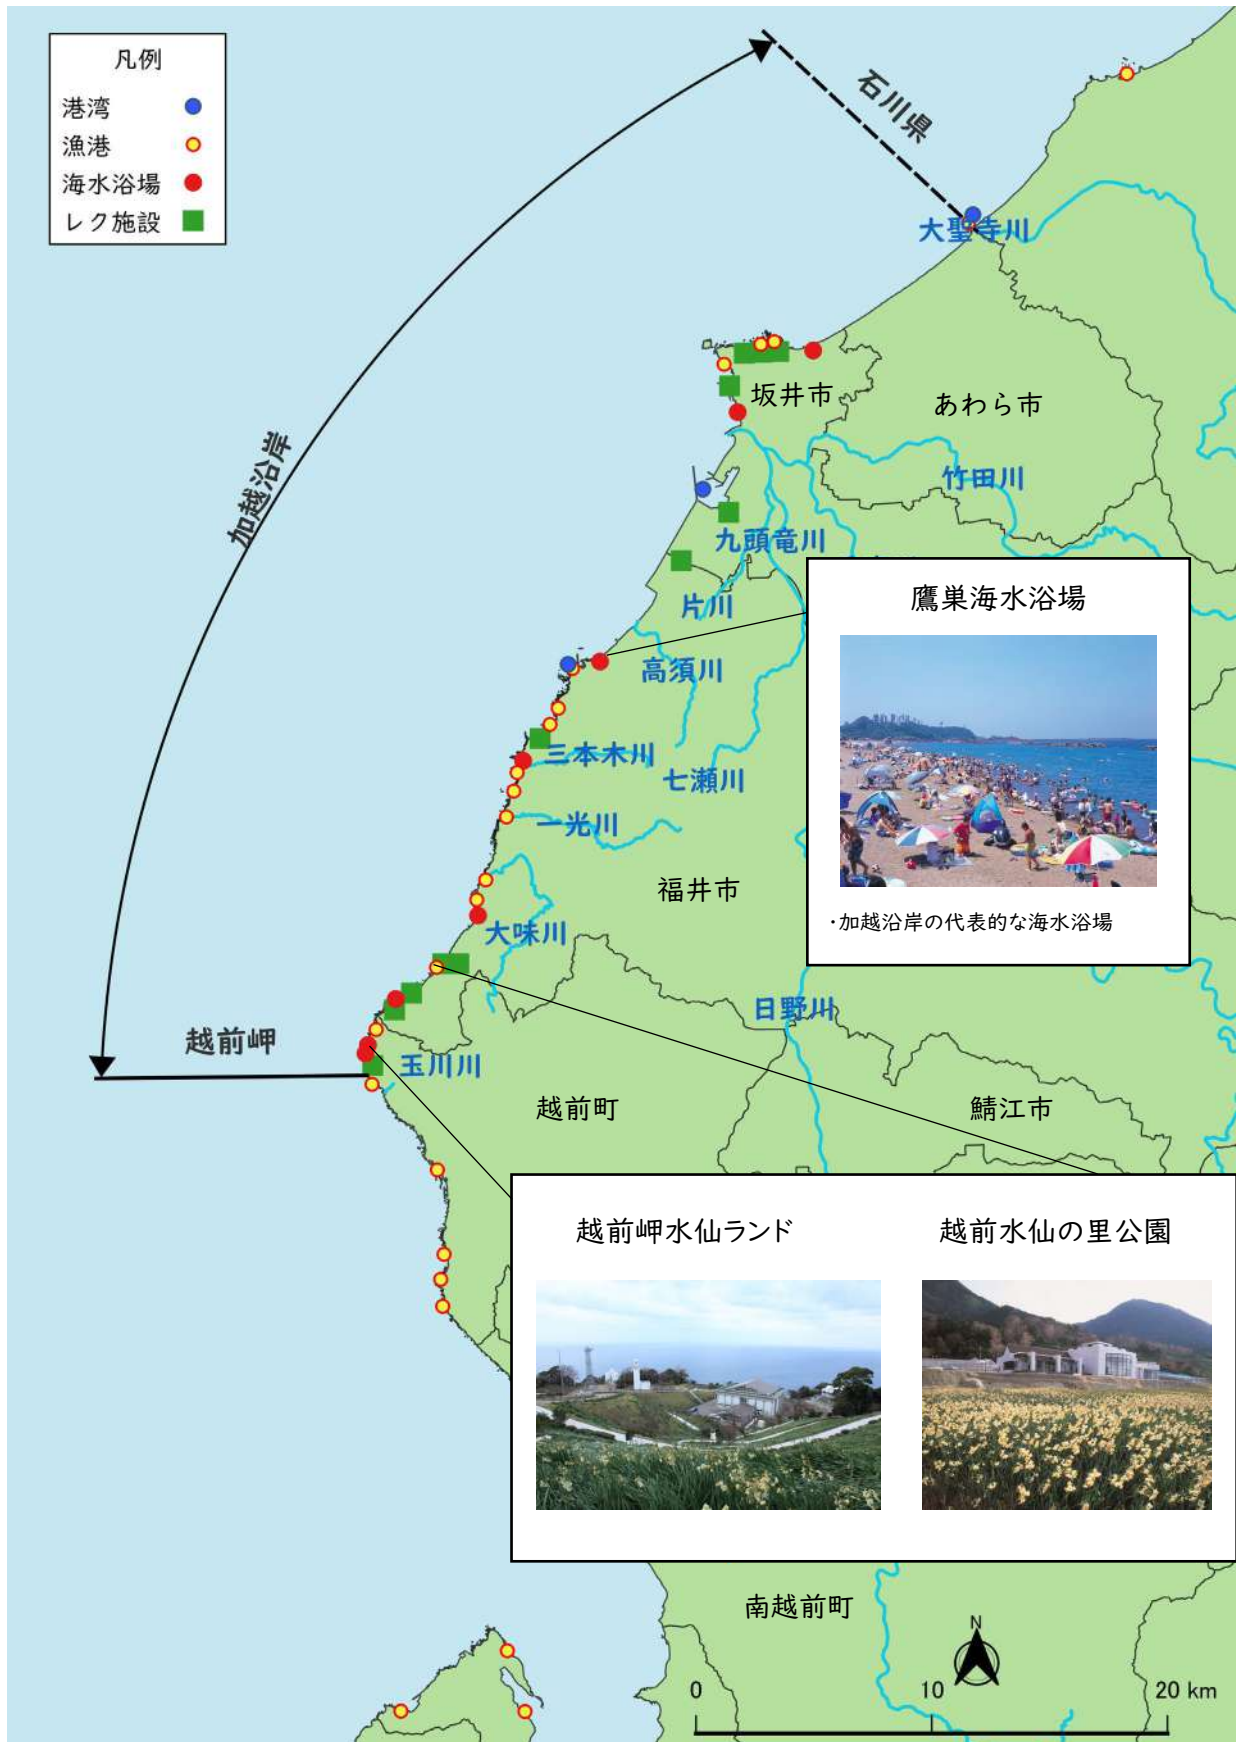 凡例
港湾
漁港
海水浴場
レク施設
石川県
大聖寺川
坂井市
あわら市
竹田川
加越沿岸
九頭竜川
片川
鷹巣海水浴場
高須川
三本木川
七瀬川
一光川
福井市
・加越沿岸の代表的な海水浴場
大味川
日野川
越前岬
玉川川
越前町
鯖江市
越前岬水仙ランド
越前水仙の里公園
南越前町
N
0 10 20 km